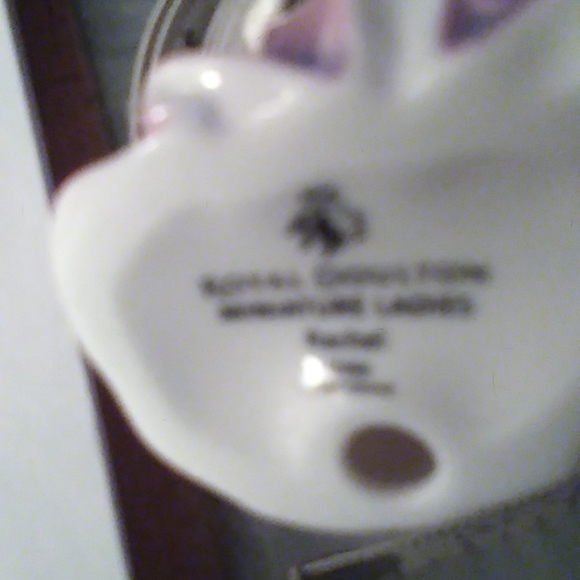 ROYAL DOULTON
MINIATURE LADIES
Rachel